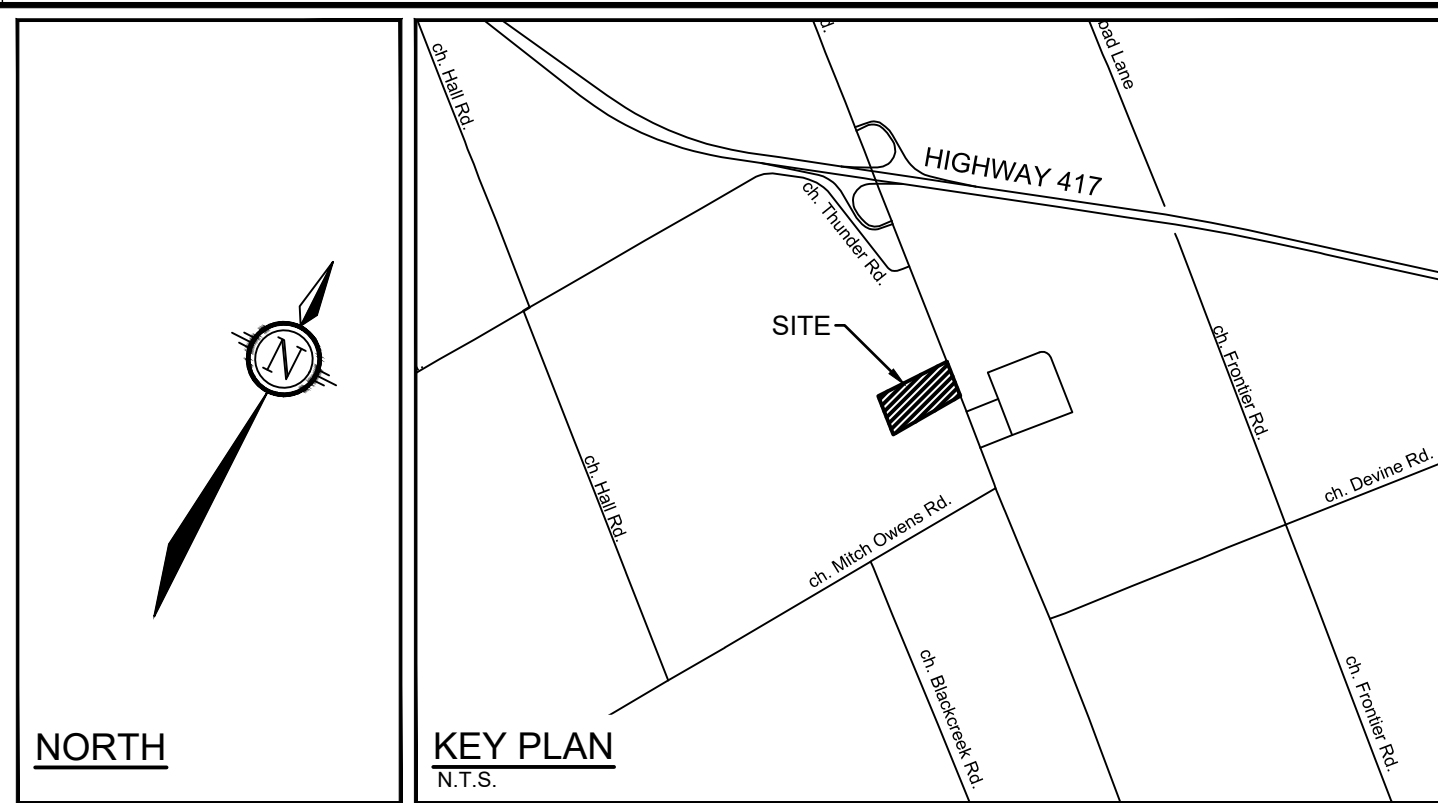 ch. Hall Rd.
d.
Lane
HIGHWAY 417
ch. Thunder Rd.
SITE
ch. Frontier Rd.
ch. Hall Rd.
ch. Devine Rd.
ch. Mitch Owens Rd.
ch. Blackcreek Rd.
ch. Frontier Rd.
N
NORTH
KEY PLAN
N.T.S.